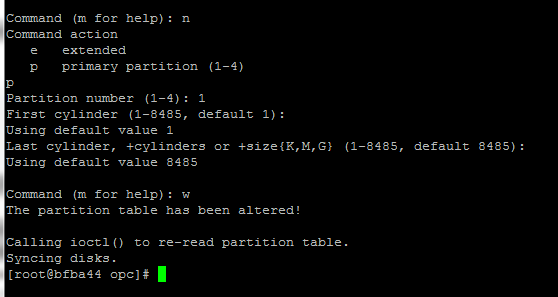 Command (m for help): n
Command action
   e   extended
   p   primary partition (1-4)
p
Partition number (1-4): 1
First cylinder (1-8485, default 1):
Using default value 1
Last cylinder, +cylinders or +size{K,M,G} (1-8485, default 8485):
Using default value 8485

Command (m for help): w
The partition table has been altered!

Calling ioctl() to re-read partition table.
Syncing disks.
[root@bfba44 opc]#